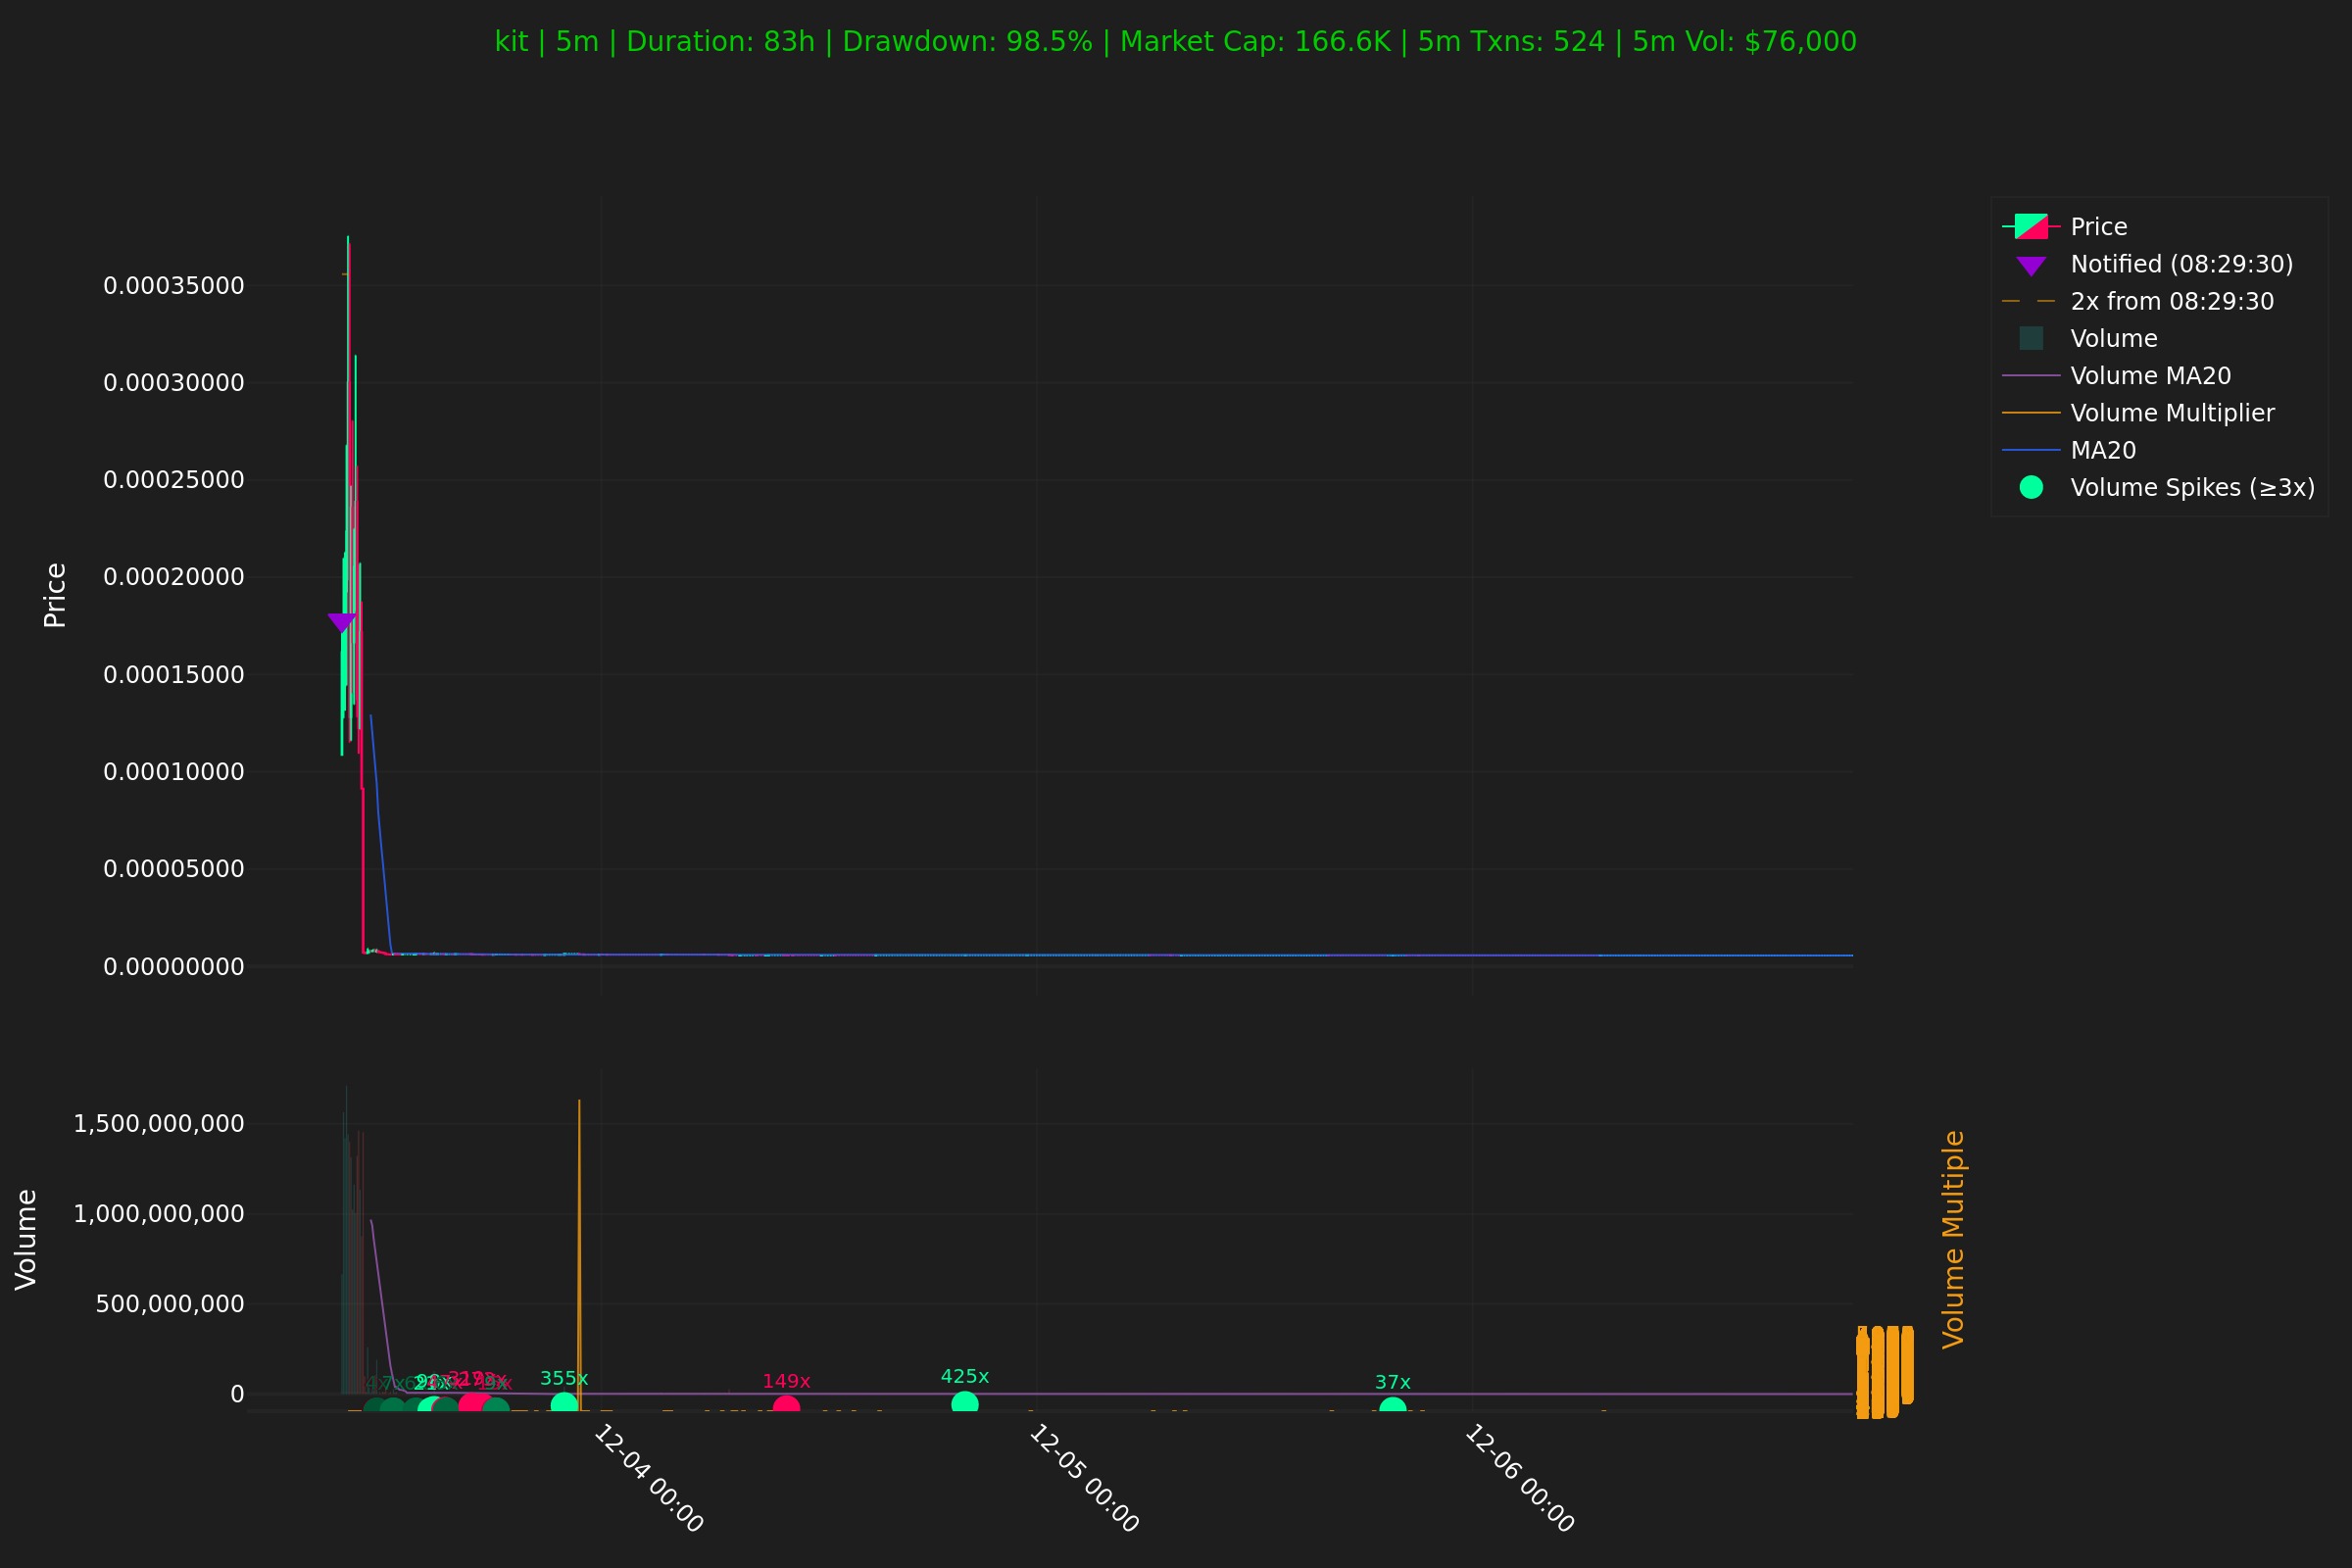 kit | 5m | Duration: 83h | Drawdown: 98.5% | Market Cap: 166.6K | 5m Txns: 524 | 5m Vol: $76,000
Price
Notified (08:29:30)
2x from 08:29:30
Volume
Volume MA20
Volume Multiplier
MA20
Volume Spikes (≥3x)
Price
0.00035000
0.00030000
0.00025000
0.00020000
0.00015000
0.00010000
0.00005000
0.00000000
Volume
1,500,000,000
1,000,000,000
500,000,000
0
355x
149x
425x
37x
Volume Multiple
12-04 00:00
12-05 00:00
12-06 00:00